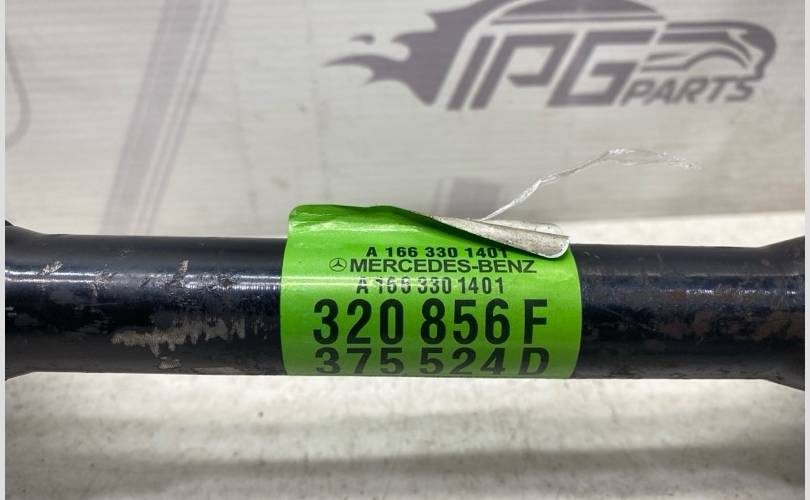 IPG
PARTS
A 166 330 1401
MERCEDES-BENZ
A 166 330 1401
320 856 F
375 524 D